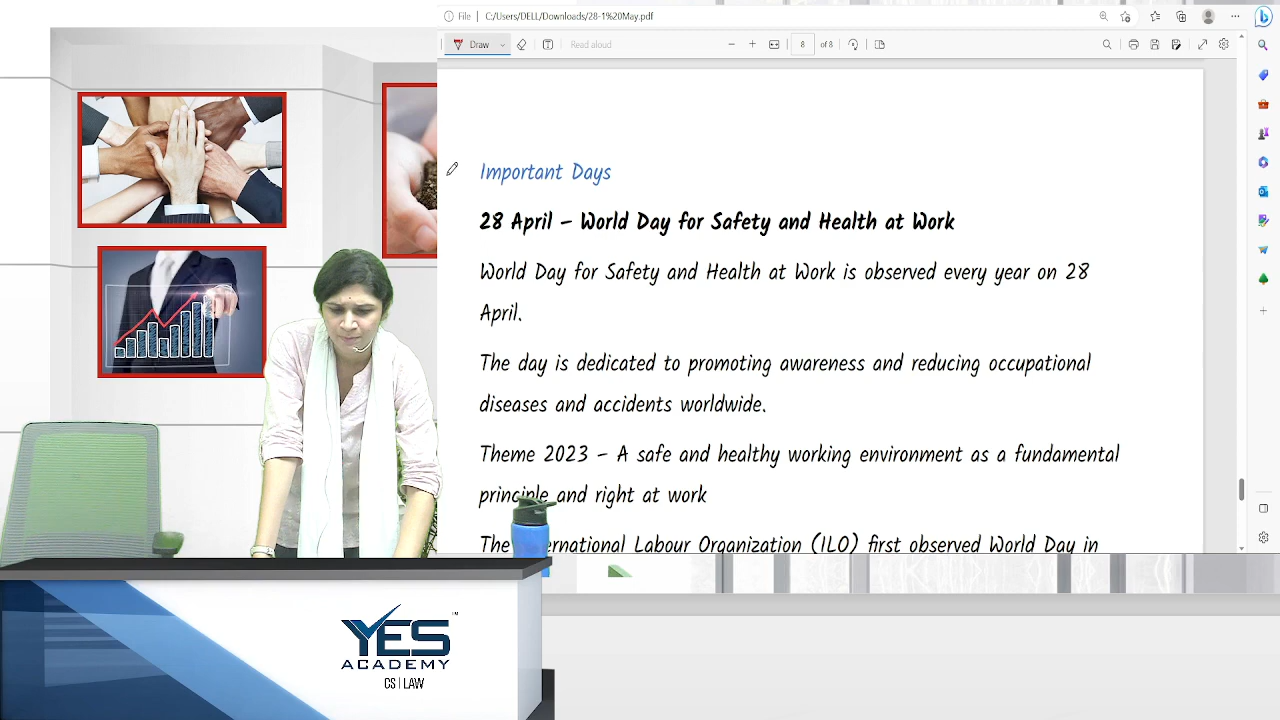 File
C:/Users/DELL/Downloads/28-1%20May.pdf
Draw
Read aloud
8 of 8
Important Days
28 April – World Day for Safety and Health at Work
World Day for Safety and Health at Work is observed every year on 28
April.
The day is dedicated to promoting awareness and reducing occupational
diseases and accidents worldwide.
Theme 2023 – A safe and healthy working environment as a fundamental
principle and right at work
The Labour Organization (ILO) first observed World Day in
YES
ACADEMY
CS | LAW